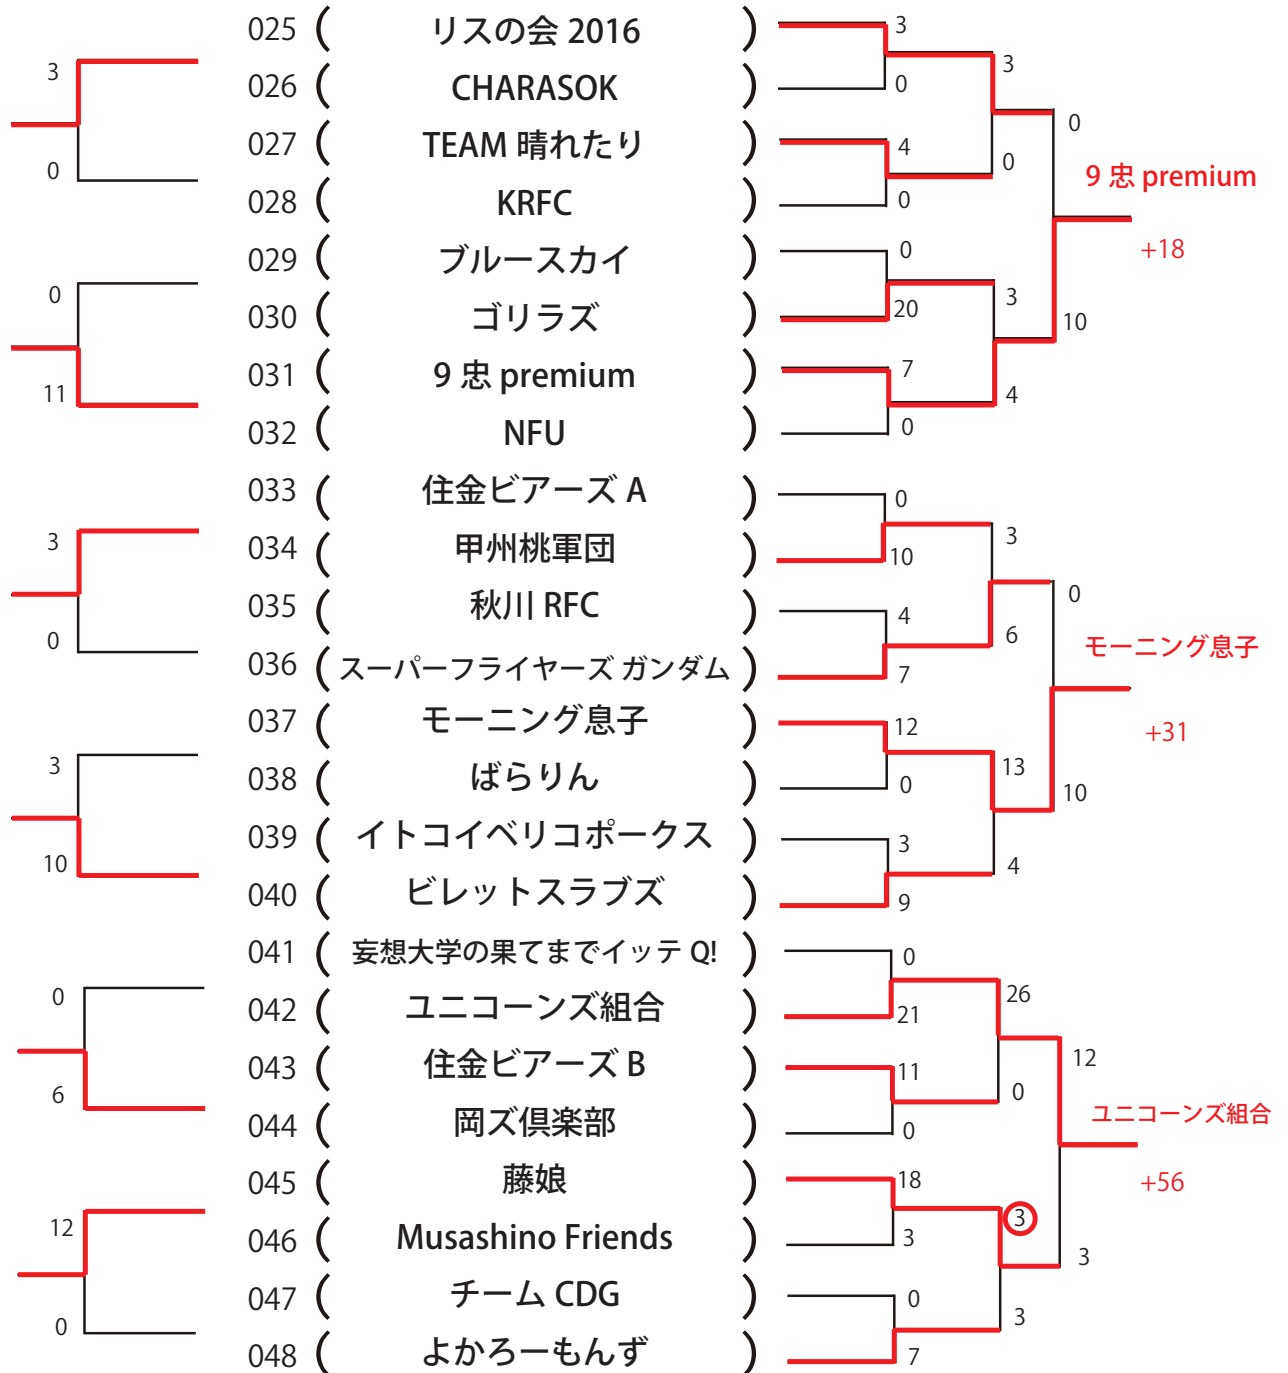 025 ( リスの会 2016 ) 3
3
3
026 ( CHARASOK ) 0
0
027 ( TEAM 晴れたり ) 4
0
0
9 忠 premium
028 ( KRFC ) 0
029 ( ブルースカイ ) 0
+18
0
3
030 ( ゴリラズ ) 20
10
031 ( 9 忠 premium ) 7
11
4
032 ( NFU ) 0
033 ( 住金ビアーズ A ) 0
3
3
034 ( 甲州桃軍団 ) 10
0
035 ( 秋川 RFC ) 4
0
6
モーニング息子
036 ( スーパーフライヤーズ ガンダム ) 7
037 ( モーニング息子 ) 12
+31
3
13
038 ( ばらりん ) 0
10
039 ( イトコイベリコポークス ) 3
10
4
040 ( ビレットスラブズ ) 9
041 ( 妄想大学の果てまでイッテ Q! ) 0
0
26
042 ( ユニコーンズ組合 ) 21
12
043 ( 住金ビアーズ B ) 11
6
0
ユニコーンズ組合
044 ( 岡ズ倶楽部 ) 0
045 ( 藤娘 ) 18
+56
12
3
046 ( Musashino Friends ) 3
3
047 ( チーム CDG ) 0
0
3
048 ( よかろーもんず ) 7